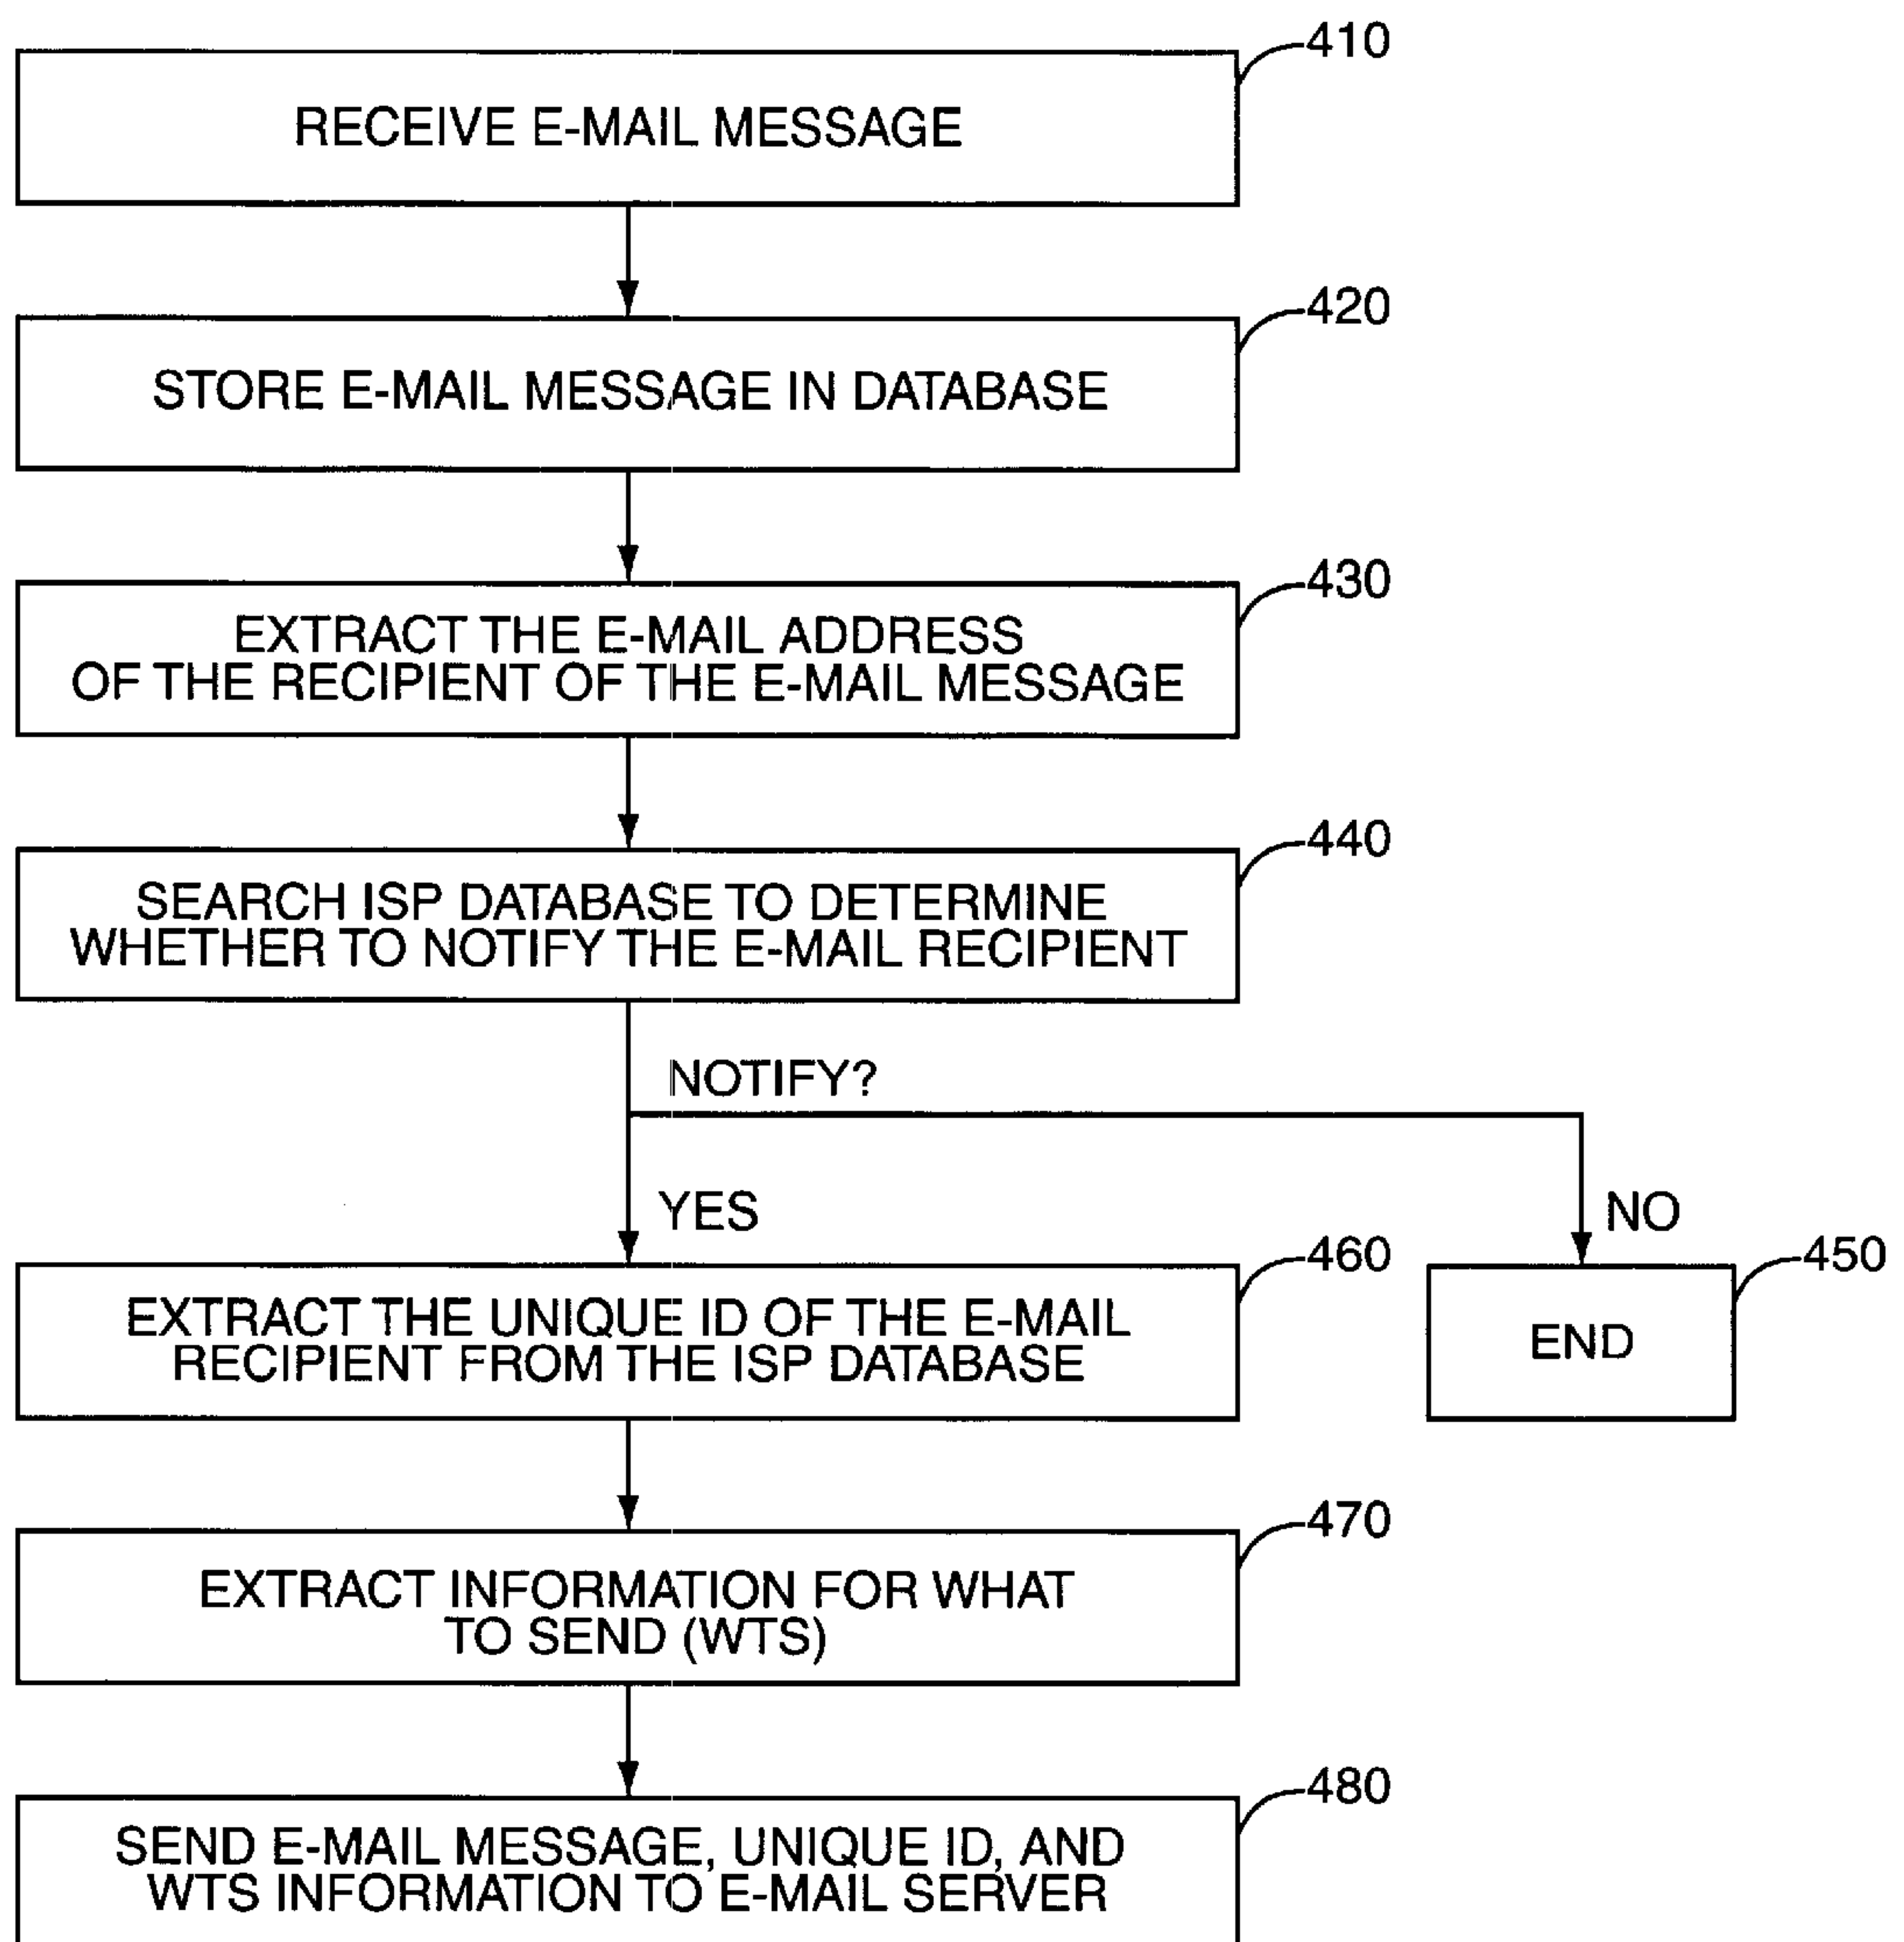 410
RECEIVE E-MAIL MESSAGE
420
STORE E-MAIL MESSAGE IN DATABASE
430
EXTRACT THE E-MAIL ADDRESS
OF THE RECIPIENT OF THE E-MAIL MESSAGE
440
SEARCH ISP DATABASE TO DETERMINE
WHETHER TO NOTIFY THE E-MAIL RECIPIENT
NOTIFY?
YES
NO
460
450
EXTRACT THE UNIQUE ID OF THE E-MAIL
RECIPIENT FROM THE ISP DATABASE
END
470
EXTRACT INFORMATION FOR WHAT
TO SEND (WTS)
480
SEND E-MAIL MESSAGE, UNIQUE ID, AND
WTS INFORMATION TO E-MAIL SERVER